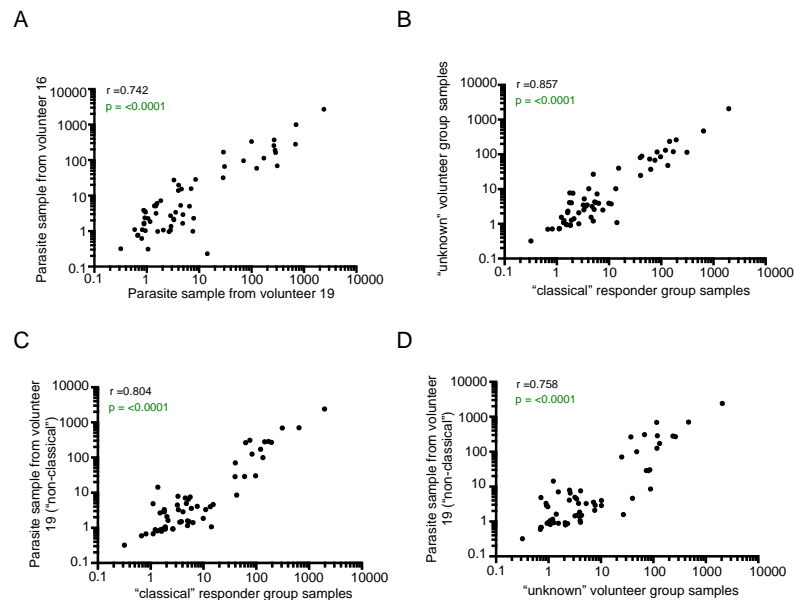 A
Parasite sample from volunteer 16
r =0.742
p = <0.0001
10000
1000
100
10
1
0.1
0.1 1 10 100 1000 10000
Parasite sample from volunteer 19
B
"unknown" volunteer group samples
r =0.857
p = <0.0001
10000
1000
100
10
1
0.1
0.1 1 10 100 1000 10000
"classical" responder group samples
C
Parasite sample from volunteer
19 ("non-classical")
r =0.804
p = <0.0001
10000
1000
100
10
1
0.1
0.1 1 10 100 1000 10000
"classical" responder group samples
D
Parasite sample from volunteer
19 ("non-classical")
r =0.758
p = <0.0001
10000
1000
100
10
1
0.1
0.1 1 10 100 1000 10000
"unknown" volunteer group samples